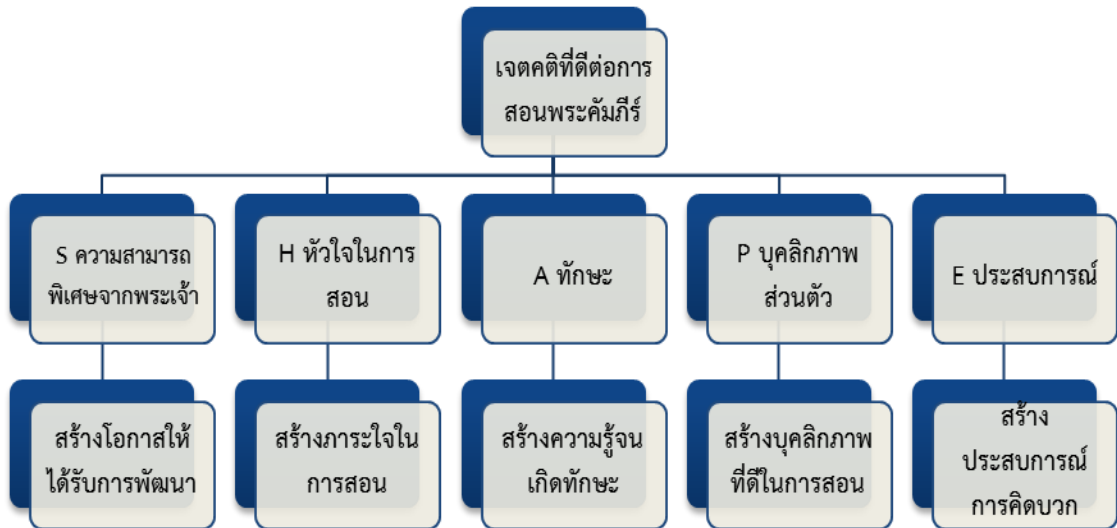 เจตคติที่ดีต่อการ
สอนพระคัมภีร์
S ความสามารถ
พิเศษจากพระเจ้า
H หัวใจในการ
สอน
A ทักษะ
P บุคลิกภาพ
ส่วนตัว
E ประสบการณ์
สร้างโอกาสให้
ได้รับการพัฒนา
สร้างภาระใจใน
การสอน
สร้างความรู้จน
เกิดทักษะ
สร้างบุคลิกภาพ
ที่ดีในการสอน
สร้าง
ประสบการณ์
การคิดบวก